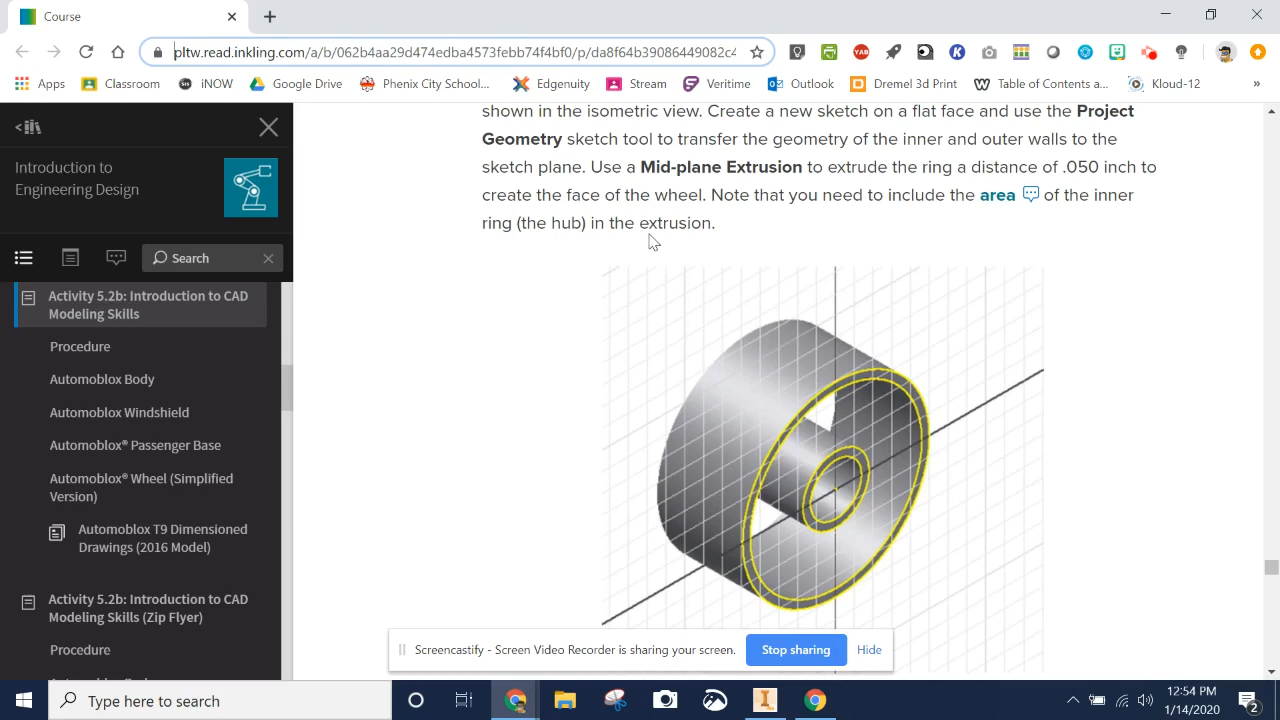 Course
pltw.read.inkling.com/a/b/062b4aa29d474edba4573febb74f4bf0/p/da8f64b39086449082c4
YAB
K
Apps
Classroom
iNOW
Google Drive
Phenix City School...
Edgenuity
Stream
Veritime
Outlook
Dremel 3d Print
Table of Contents a...
Kloud-12
»
Introduction to
Engineering Design
Search
Activity 5.2b: Introduction to CAD
Modeling Skills
Procedure
Automoblox Body
Automoblox Windshield
Automoblox® Passenger Base
Automoblox® Wheel (Simplified
Version)
Automoblox T9 Dimensioned
Drawings (2016 Model)
Activity 5.2b: Introduction to CAD
Modeling Skills (Zip Flyer)
Procedure
shown in the isometric view. Create a new sketch on a flat face and use the Project
Geometry sketch tool to transfer the geometry of the inner and outer walls to the
sketch plane. Use a Mid-plane Extrusion to extrude the ring a distance of .050 inch to
create the face of the wheel. Note that you need to include the area of the inner
ring (the hub) in the extrusion.
Screencastify - Screen Video Recorder is sharing your screen.
Stop sharing
Hide
Type here to search
12:54 PM
1/14/2020
2